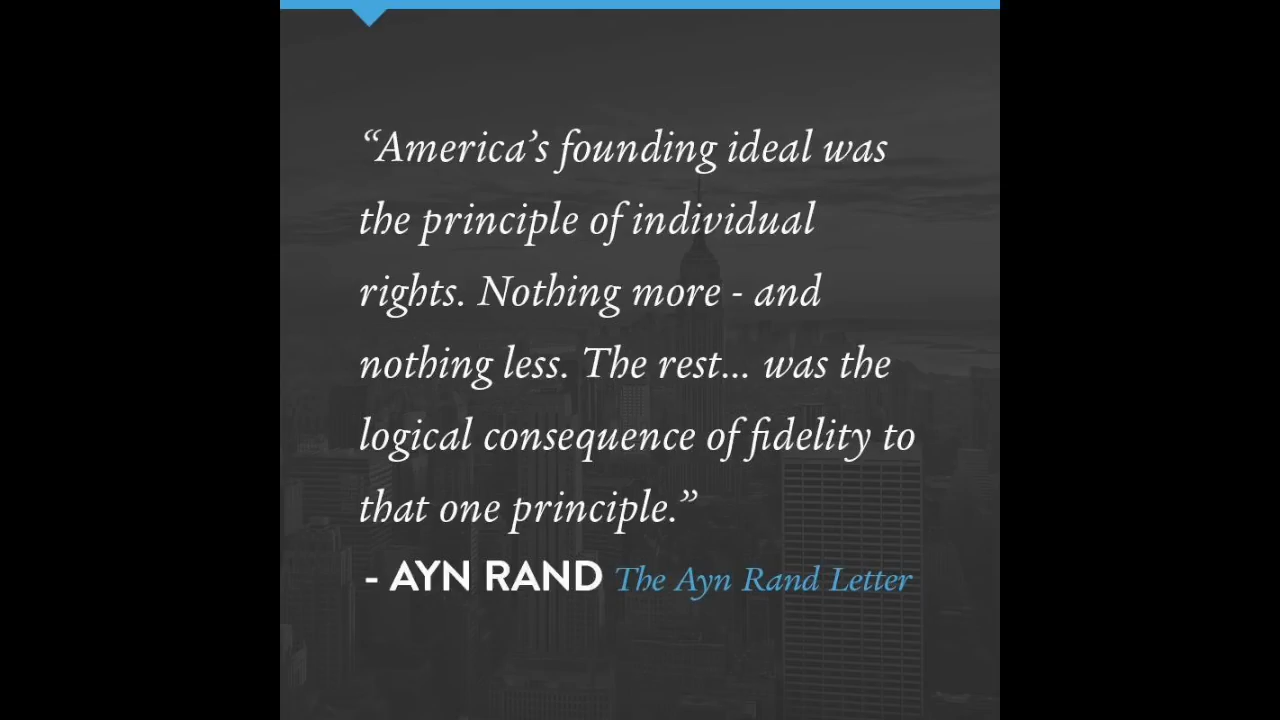 “America’s founding ideal was
the principle of individual
rights. Nothing more - and
nothing less. The rest... was the
logical consequence of fidelity to
that one principle.”
- AYN RAND The Ayn Rand Letter